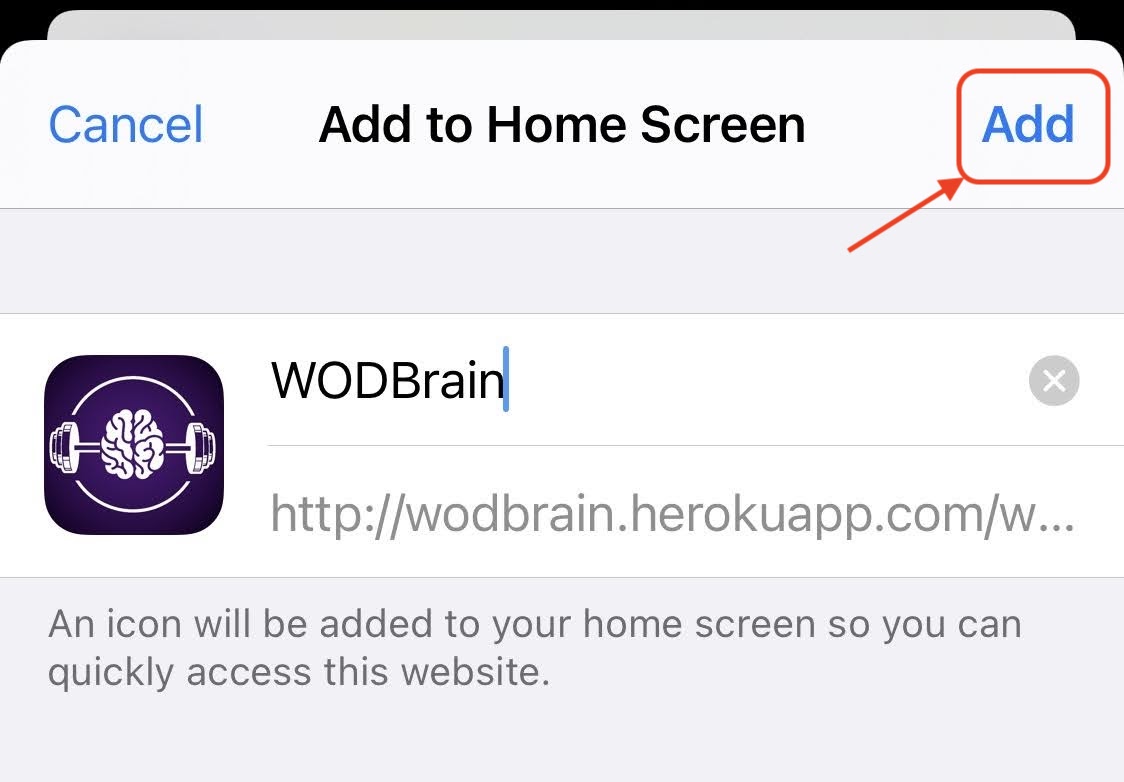 Cancel Add to Home Screen Add
WODBrain
http://wodbrain.herokuapp.com/w...
An icon will be added to your home screen so you can
quickly access this website.